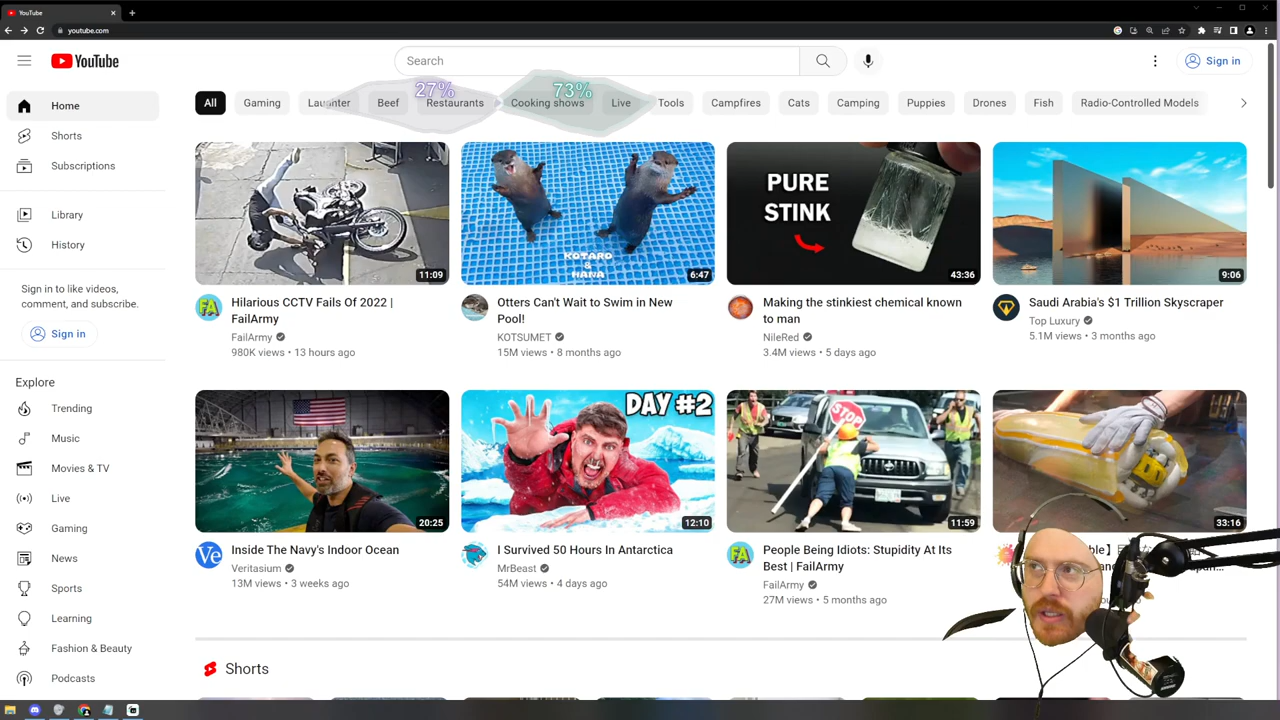 YouTube
youtube.com
YouTube
Search
Sign in
27%
73%
All
Gaming
Laughter
Beef
Restaurants
Cooking shows
Live
Tools
Campfires
Cats
Camping
Puppies
Drones
Fish
Radio-Controlled Models
Home
Shorts
Subscriptions
Library
History
Sign in to like videos,
comment, and subscribe.
Sign in
Explore
Trending
Music
Movies & TV
Live
Gaming
News
Sports
Learning
Fashion & Beauty
Podcasts
11:09
FA
Hilarious CCTV Fails Of 2022 |
FailArmy
FailArmy
980K views • 13 hours ago
KOTARO
&
HANA
6:47
Otters Can't Wait to Swim in New
Pool!
KOTSUMET
15M views • 8 months ago
PURE
STINK
43:36
Making the stinkiest chemical known
to man
NileRed
3.4M views • 5 days ago
9:06
Saudi Arabia's $1 Trillion Skyscraper
Top Luxury
5.1M views • 3 months ago
20:25
Ve
Inside The Navy's Indoor Ocean
Veritasium
13M views • 3 weeks ago
DAY #2
12:10
I Survived 50 Hours In Antarctica
MrBeast
54M views • 4 days ago
STOP
11:59
FA
People Being Idiots: Stupidity At Its
Best | FailArmy
FailArmy
27M views • 5 months ago
33:16
Shorts